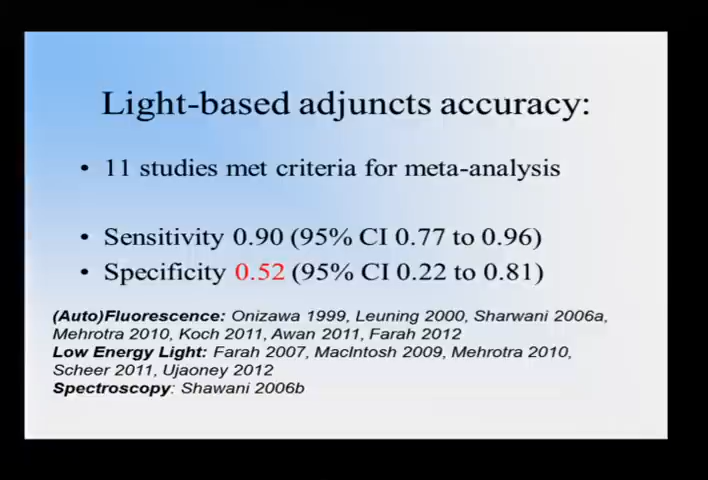 Light-based adjuncts accuracy:
• 11 studies met criteria for meta-analysis
• Sensitivity 0.90 (95% CI 0.77 to 0.96)
• Specificity 0.52 (95% CI 0.22 to 0.81)
(Auto)Fluorescence: Onizawa 1999, Leuning 2000, Sharwani 2006a,
Mehrotra 2010, Koch 2011, Awan 2011, Farah 2012
Low Energy Light: Farah 2007, MacIntosh 2009, Mehrotra 2010,
Scheer 2011, Ujaoney 2012
Spectroscopy: Shawani 2006b